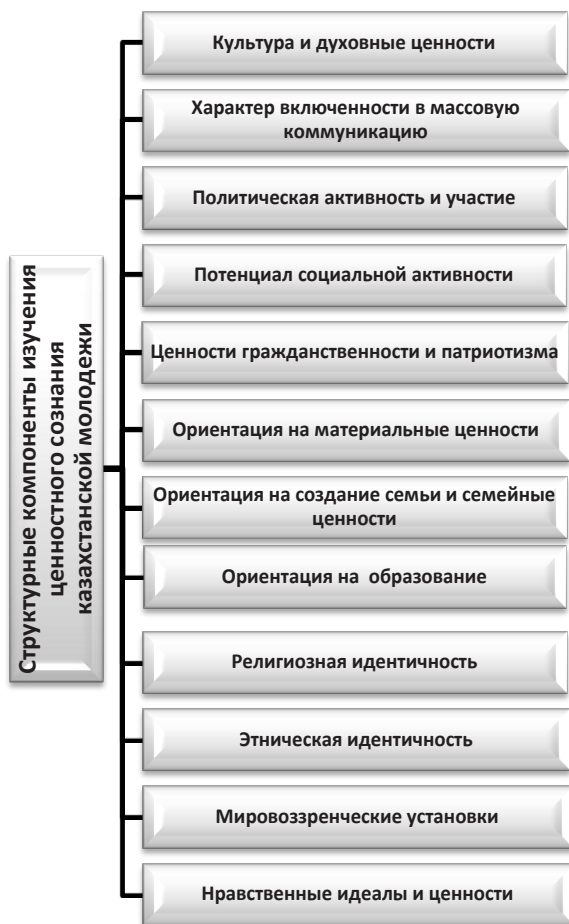 Структурные компоненты изучения
ценностного сознания
казахстанской молодежи
Культура и духовные ценности
Характер включенности в массовую
коммуникацию
Политическая активность и участие
Потенциал социальной активности
Ценности гражданственности и патриотизма
Ориентация на материальные ценности
Ориентация на создание семьи и семейные
ценности
Ориентация на образование
Религиозная идентичность
Этническая идентичность
Мировоззренческие установки
Нравственные идеалы и ценности